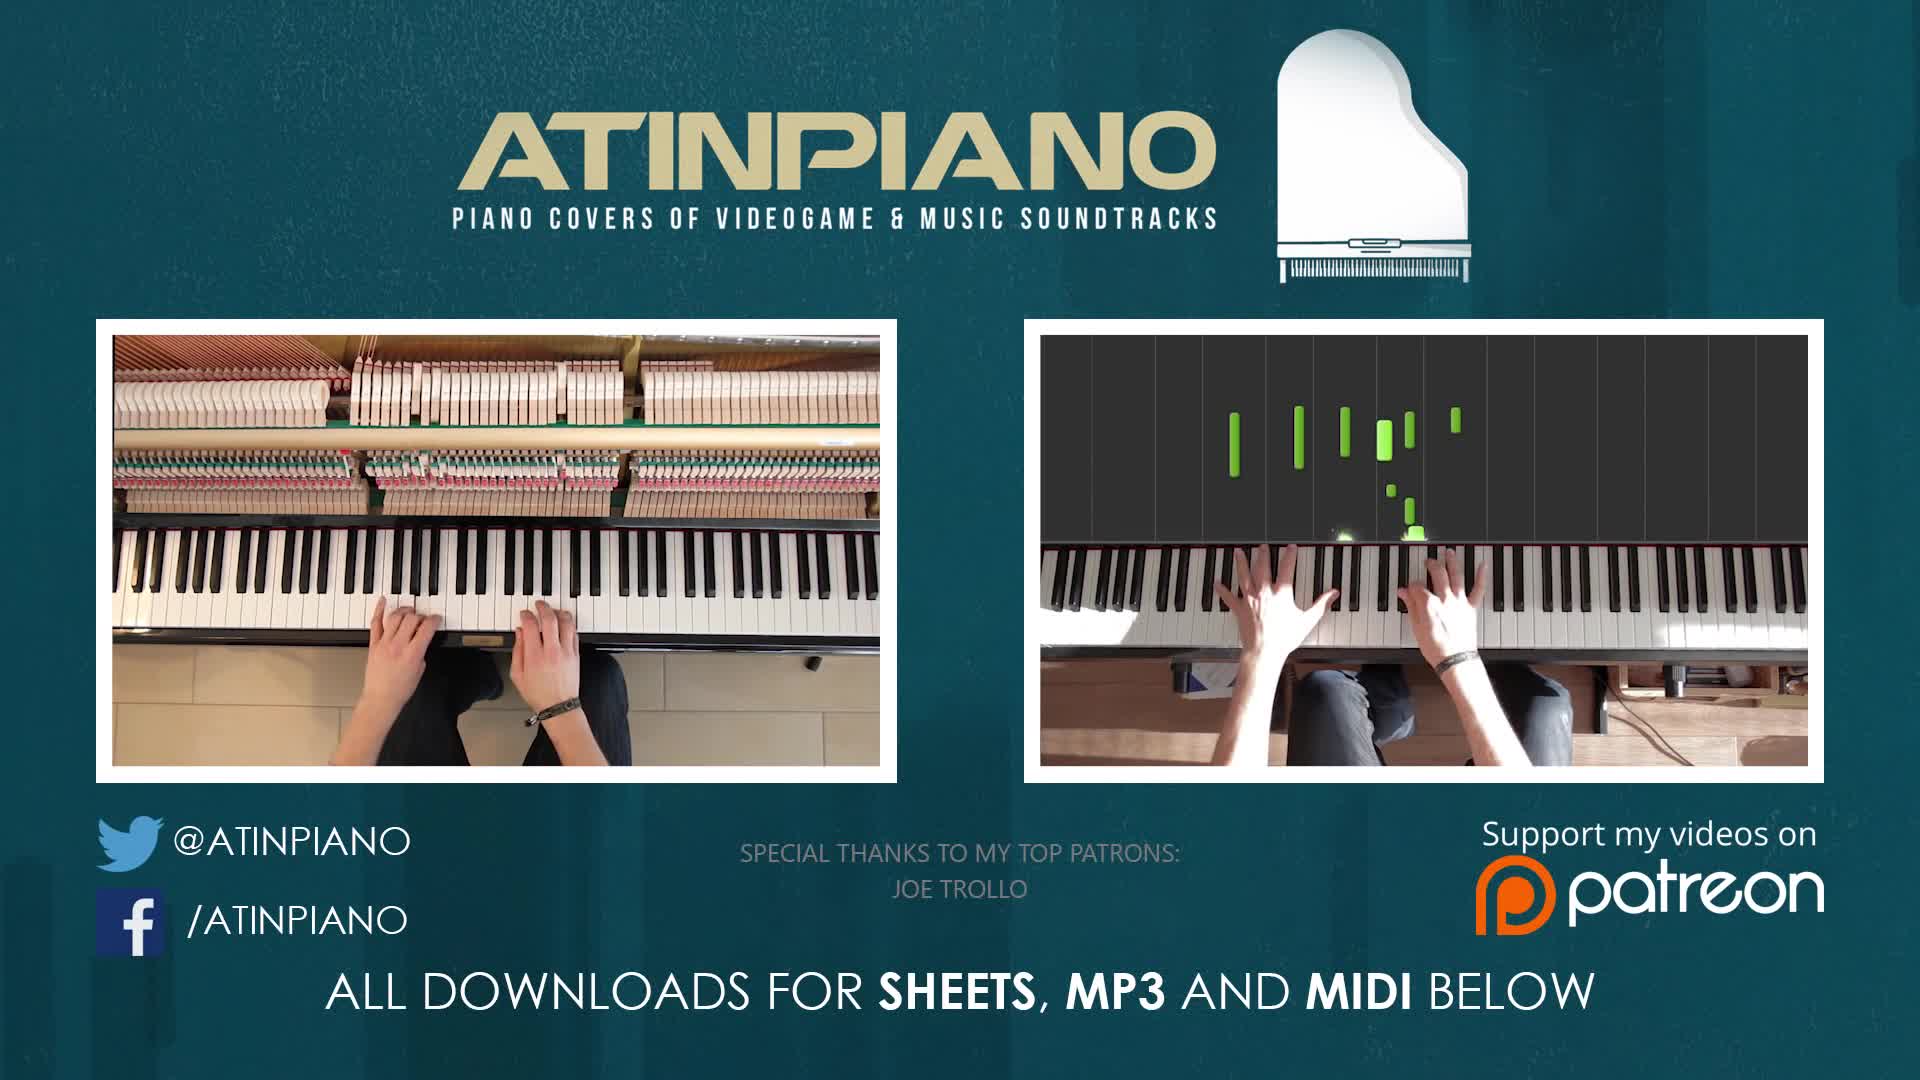 ATINPIANO
PIANO COVERS OF VIDEOGAME & MUSIC SOUNDTRACKS
@ATINPIANO
/ATINPIANO
SPECIAL THANKS TO MY TOP PATRONS:
JOE TROLLO
Support my videos on
patreon
ALL DOWNLOADS FOR SHEETS, MP3 AND MIDI BELOW